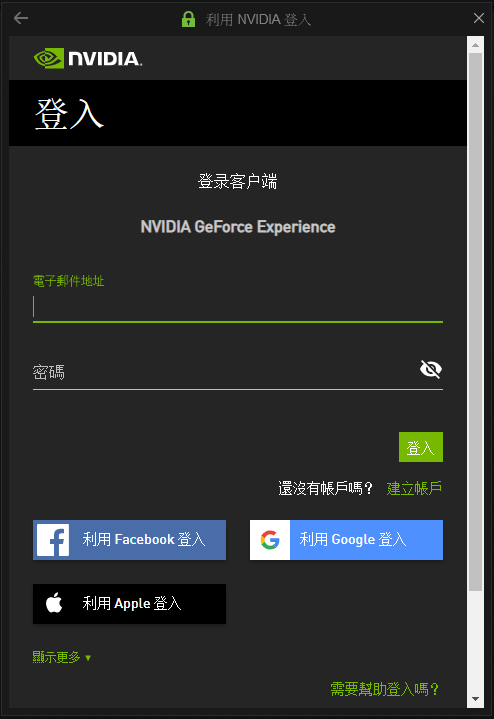 利用 NVIDIA 登入
NVIDIA.
登入
登录客户端
NVIDIA GeForce Experience
電子郵件地址
密碼
登入
還沒有帳戶嗎? 建立帳戶
利用 Facebook 登入 利用 Google 登入
利用 Apple 登入
顯示更多 ▼
需要幫助登入嗎?